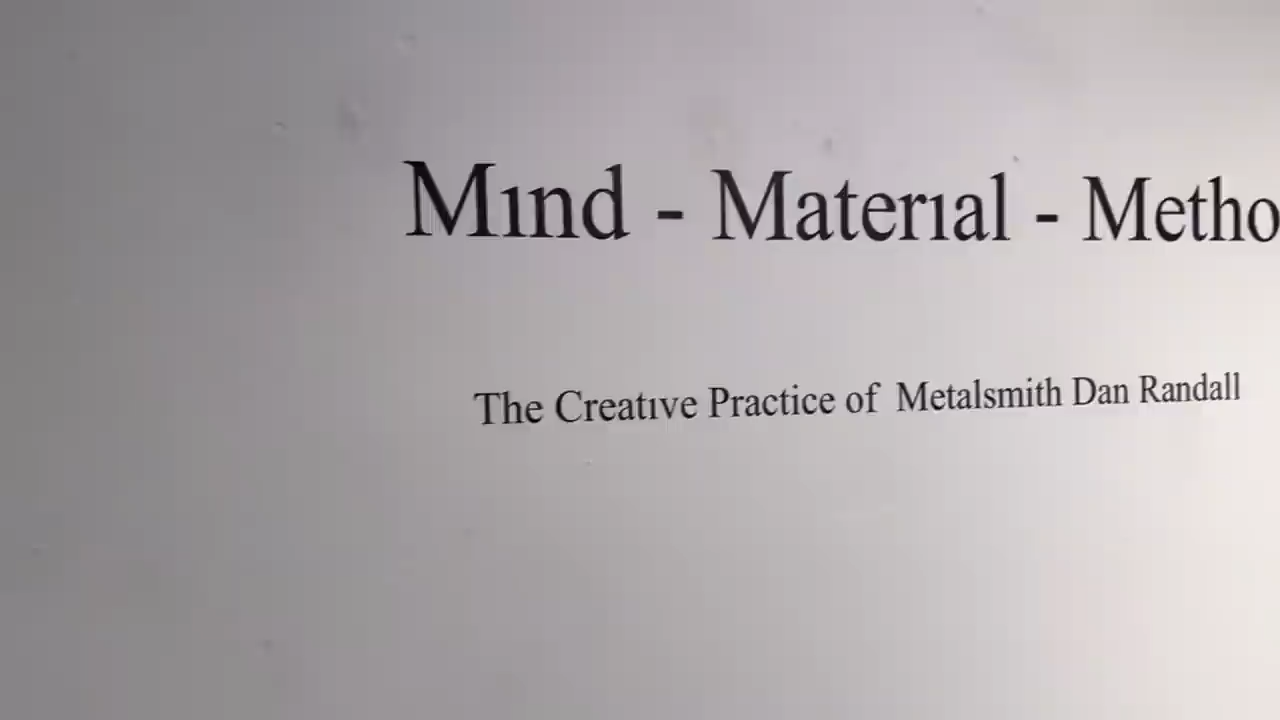 Mınd - Materıal - Metho
The Creatıve Practice of Metalsmith Dan Randall